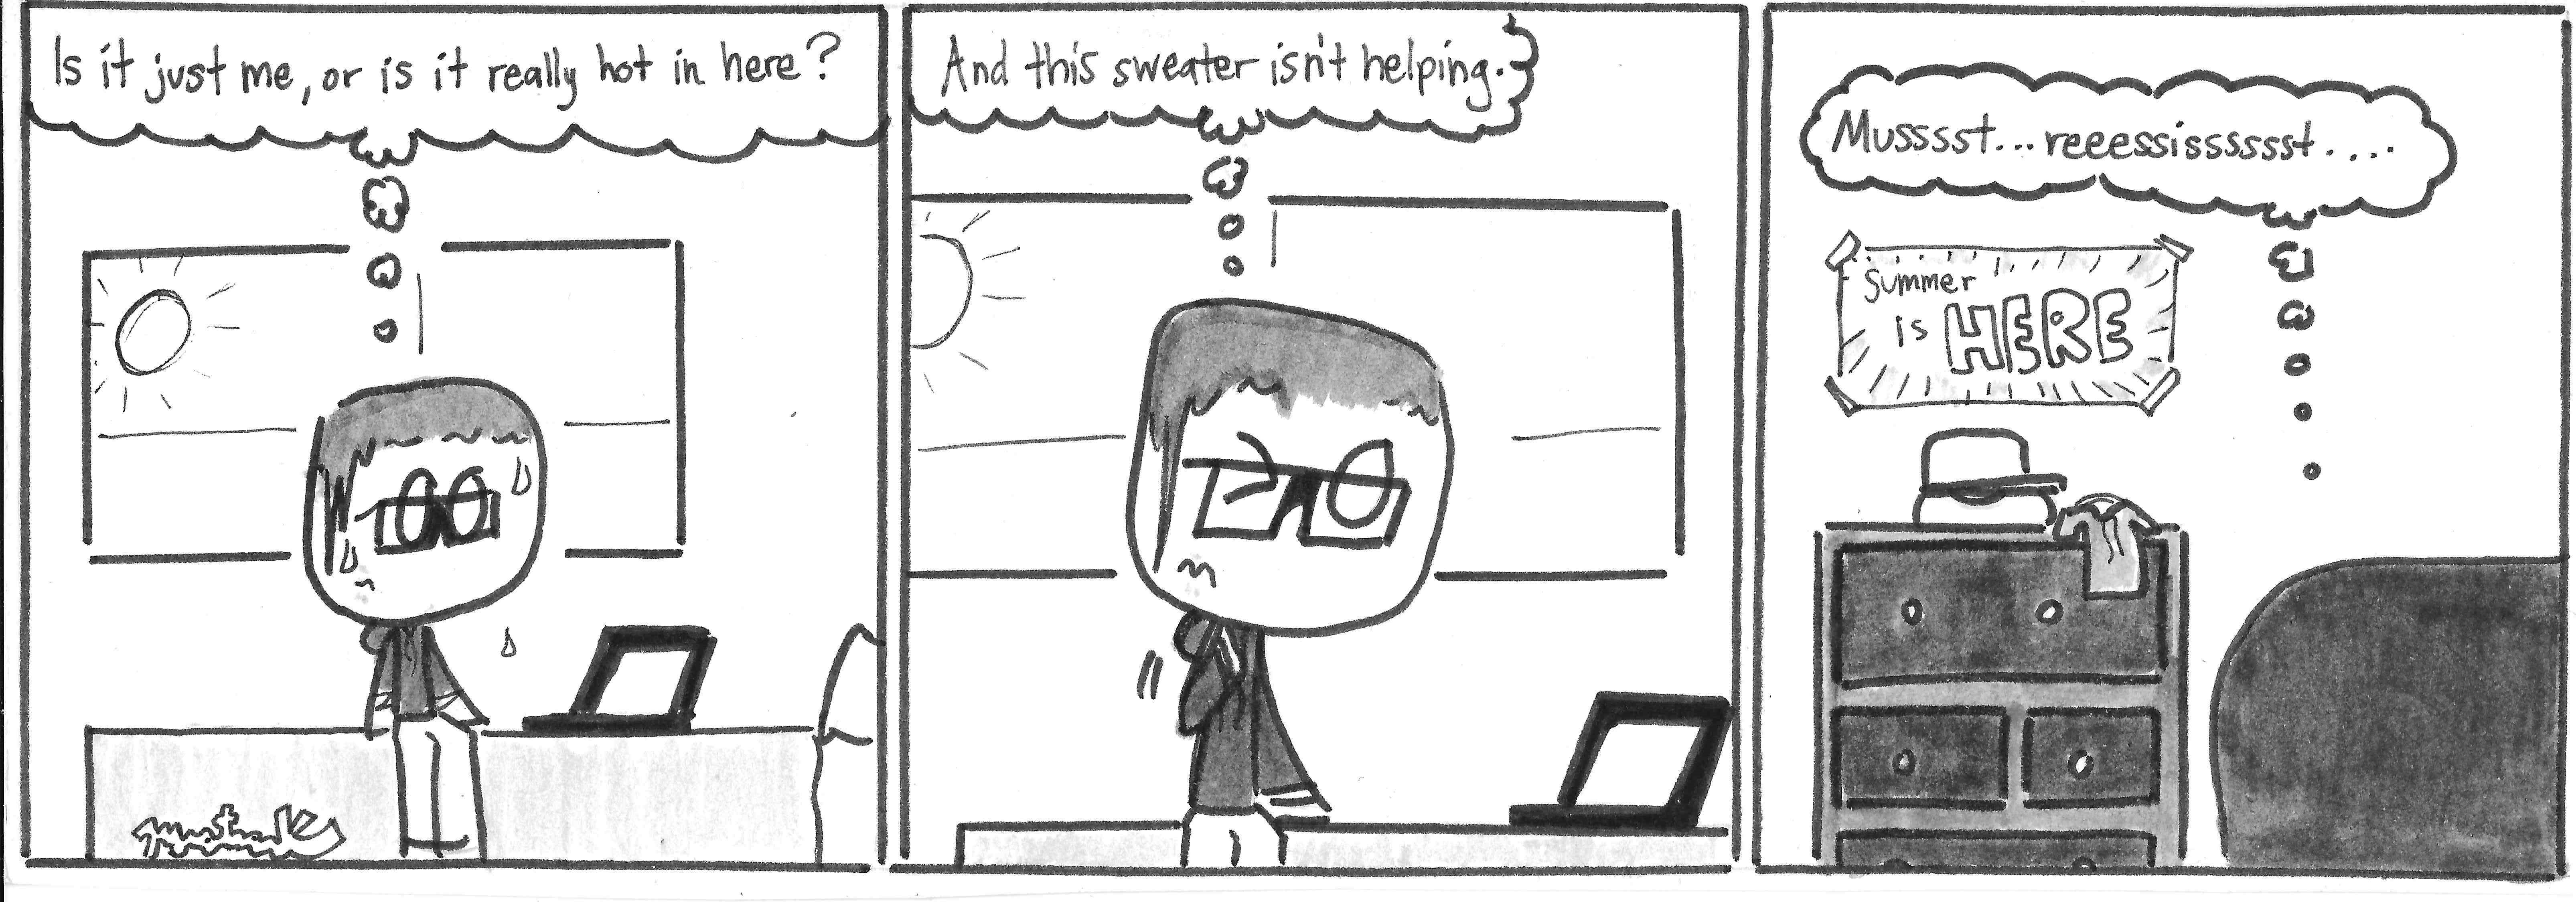 Is it just me, or is it really hot in here?
And this sweater isn't helping.
Musssst...reeeessisssssst....
Summer
is HERE